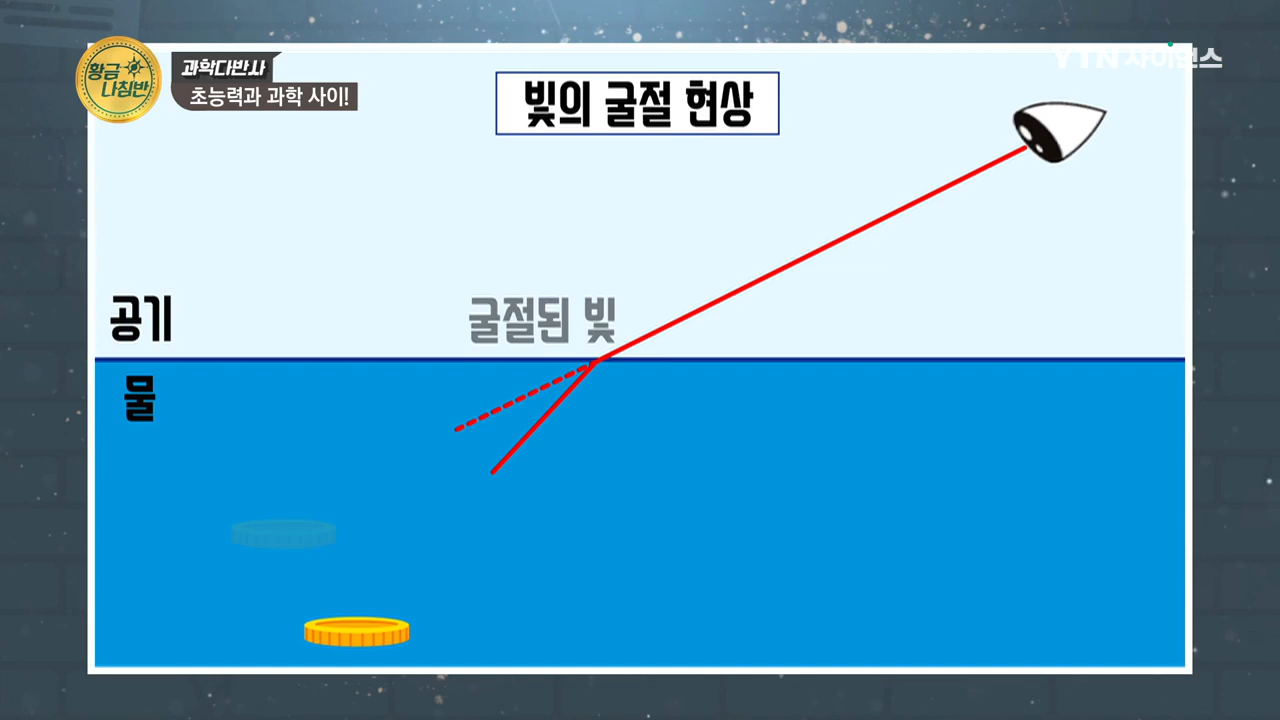 황금
나침반
과학다반사
초능력과 과학 사이!
YTN 사이언스
빛의 굴절 현상
공기
굴절된 빛
물